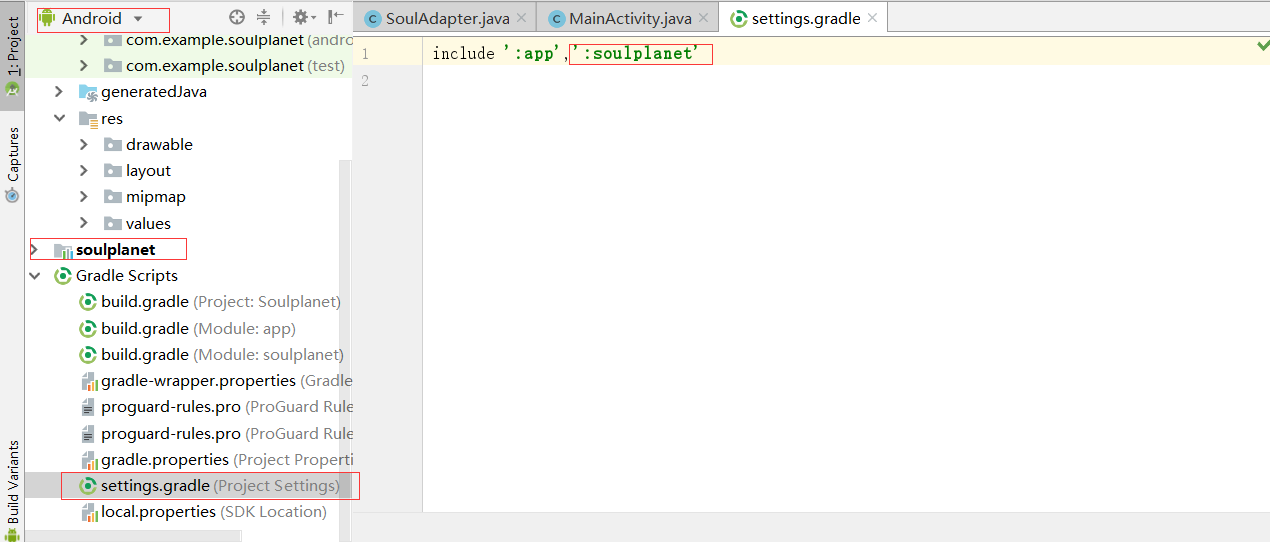 Android
SoulAdapter.java
MainActivity.java
settings.gradle
1: Project
Captures
Build Variants
com.example.soulplanet (andro
com.example.soulplanet (test)
generatedJava
res
drawable
layout
mipmap
values
soulplanet
Gradle Scripts
build.gradle (Project: Soulplanet)
build.gradle (Module: app)
build.gradle (Module: soulplanet)
gradle-wrapper.properties (Gradle
proguard-rules.pro (ProGuard Rule
proguard-rules.pro (ProGuard Rule
gradle.properties (Project Properti
settings.gradle (Project Settings)
local.properties (SDK Location)
1 include ':app',':soulplanet'
2